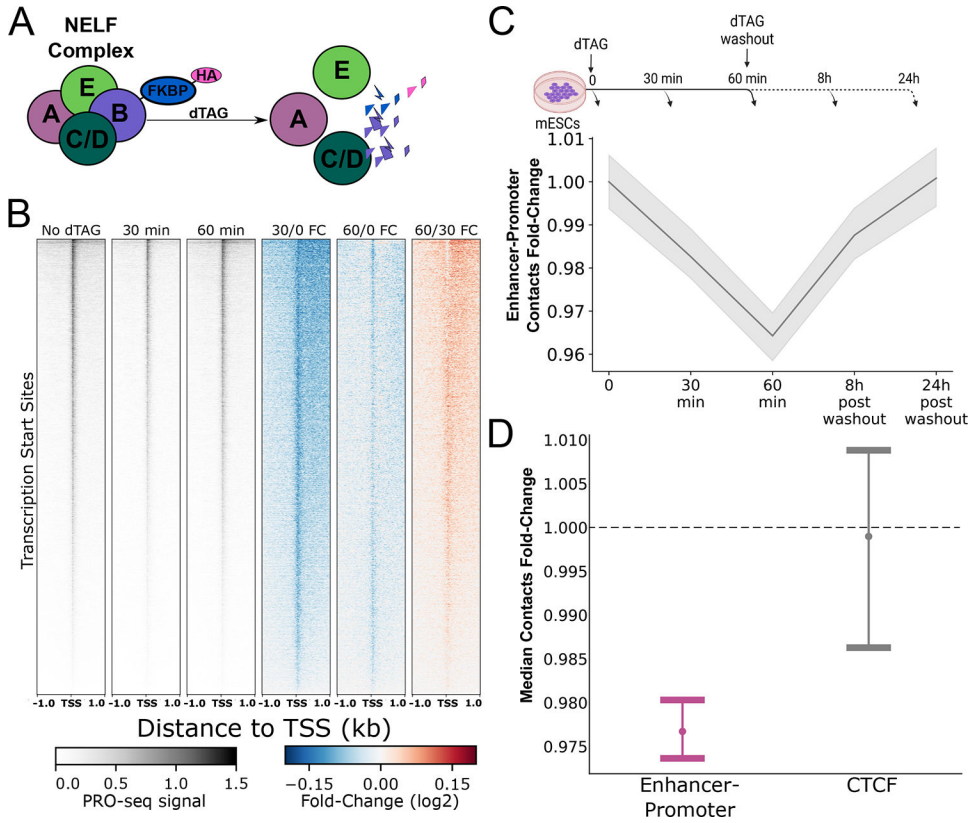 A
NELF
Complex
E
A
B
C/D
FKBP
HA
dTAG
E
A
C/D
B
No dTAG 30 min 60 min 30/0 FC 60/0 FC 60/30 FC
Transcription Start Sites
-1.0 TSS 1.0 -1.0 TSS 1.0 -1.0 TSS 1.0 -1.0 TSS 1.0 -1.0 TSS 1.0 -1.0 TSS 1.0
Distance to TSS (kb)
0.0 0.5 1.0 1.5
PRO-seq signal
−0.15 0.00 0.15
Fold-Change (log2)
C
dTAG
dTAG
washout
0 30 min 60 min 8h 24h
mESCs
Enhancer-Promoter
Contacts Fold-Change
1.01
1.00
0.99
0.98
0.97
0.96
0 30 60 8h 24h
min min post post
washout washout
D
Median Contacts Fold-Change
1.010
1.005
1.000
0.995
0.990
0.985
0.980
0.975
Enhancer-
Promoter
CTCF